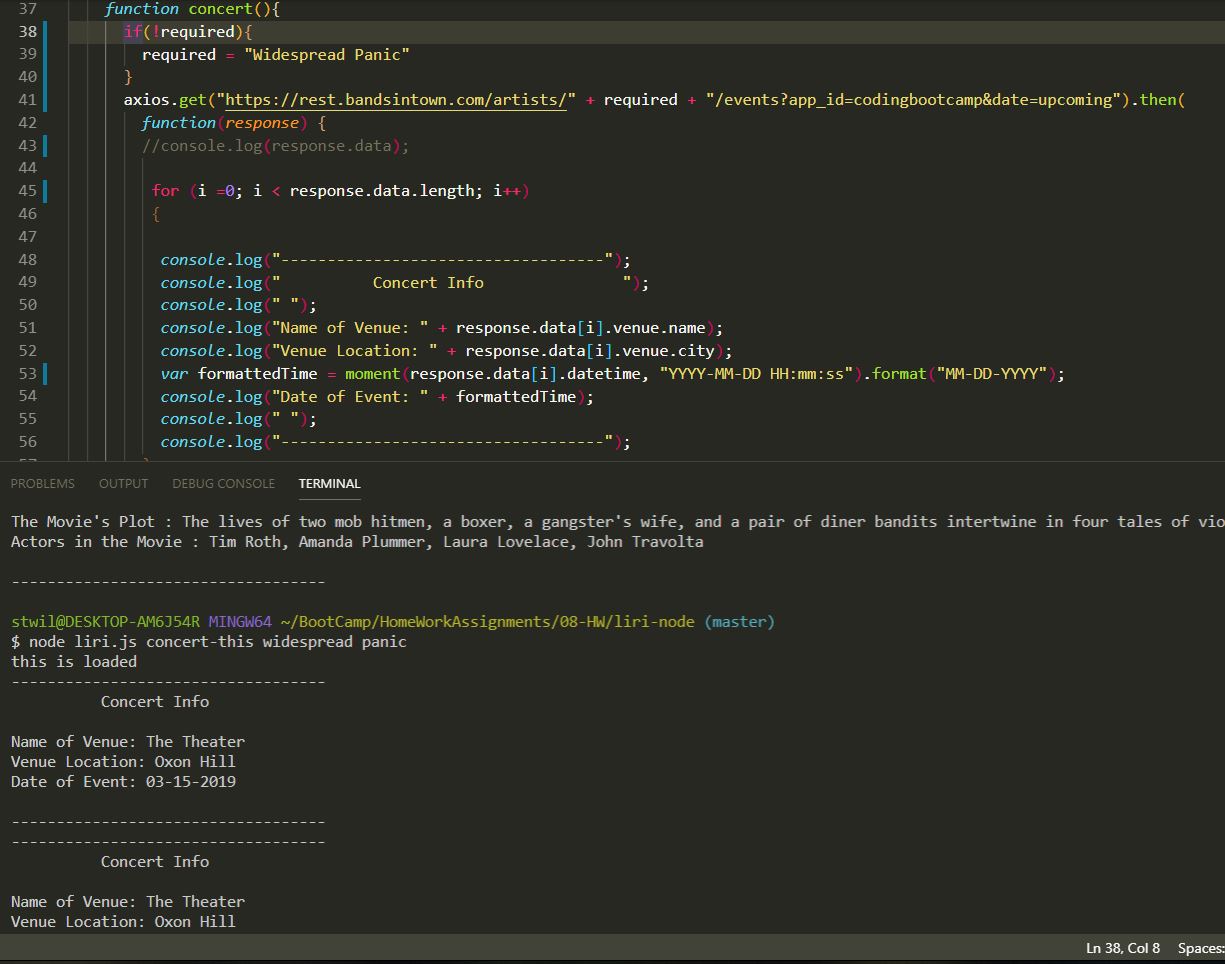 37 function concert(){
38 if(!required){
39 required = "Widespread Panic"
40 }
41 axios.get("https://rest.bandsintown.com/artists/" + required + "/events?app_id=codingbootcamp&date=upcoming").then(
42 function(response) {
43 //console.log(response.data);
44
45 for (i =0; i < response.data.length; i++)
46 {
47
48 console.log("-----------------------------------");
49 console.log("          Concert Info               ");
50 console.log(" ");
51 console.log("Name of Venue: " + response.data[i].venue.name);
52 console.log("Venue Location: " + response.data[i].venue.city);
53 var formattedTime = moment(response.data[i].datetime, "YYYY-MM-DD HH:mm:ss").format("MM-DD-YYYY");
54 console.log("Date of Event: " + formattedTime);
55 console.log(" ");
56 console.log("-----------------------------------");
PROBLEMS OUTPUT DEBUG CONSOLE TERMINAL
The Movie's Plot : The lives of two mob hitmen, a boxer, a gangster's wife, and a pair of diner bandits intertwine in four tales of vio
Actors in the Movie : Tim Roth, Amanda Plummer, Laura Lovelace, John Travolta
-----------------------------------
stwil@DESKTOP-AM6J54R MINGW64 ~/BootCamp/HomeWorkAssignments/08-HW/liri-node (master)
$ node liri.js concert-this widespread panic
this is loaded
-----------------------------------
Concert Info
Name of Venue: The Theater
Venue Location: Oxon Hill
Date of Event: 03-15-2019
-----------------------------------
-----------------------------------
Concert Info
Name of Venue: The Theater
Venue Location: Oxon Hill
Ln 38, Col 8 Spaces: